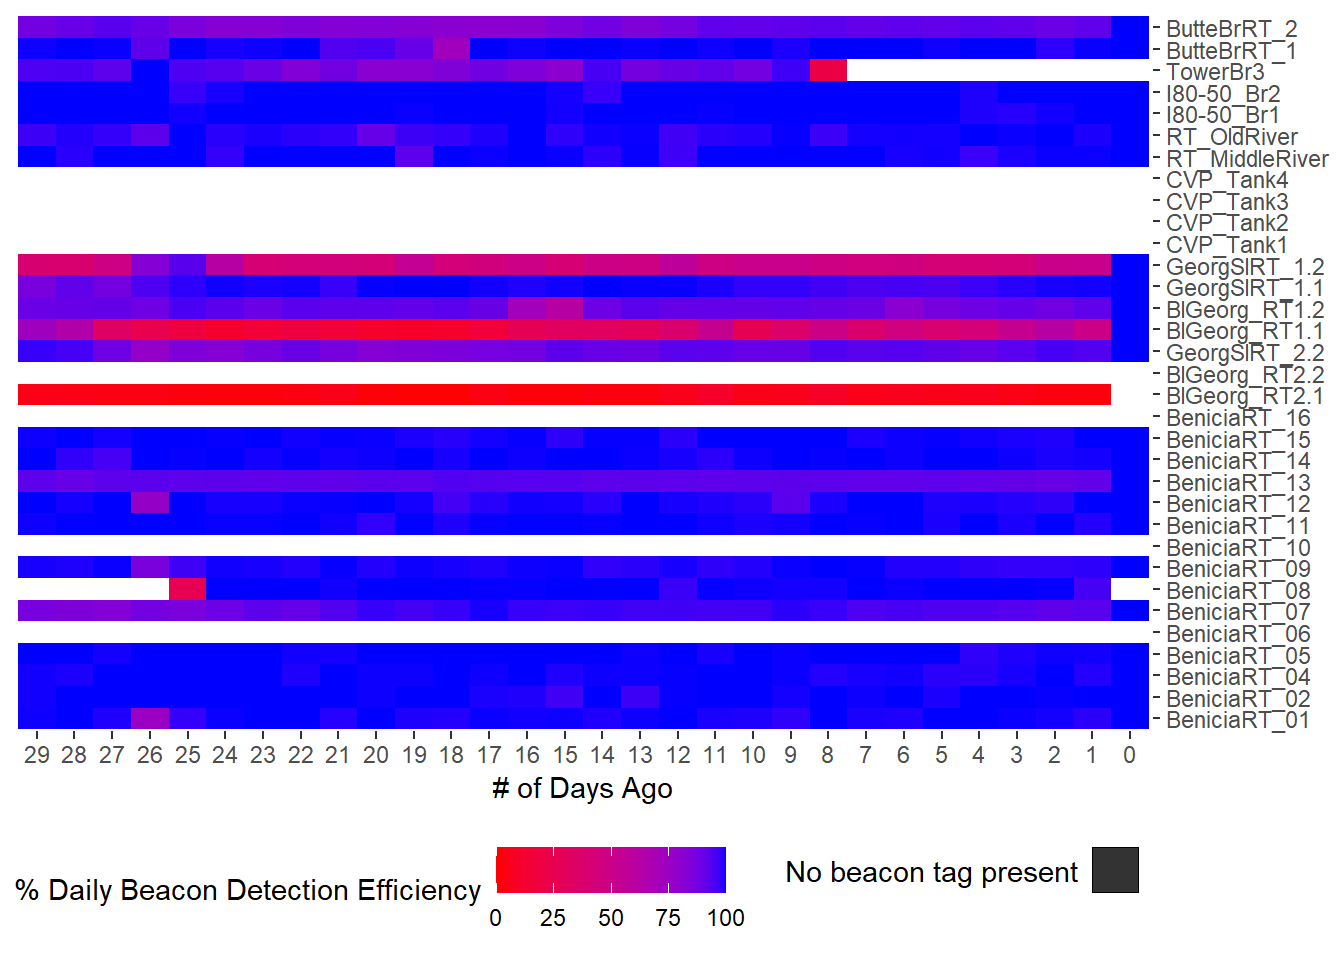 ButteBrRT_2
ButteBrRT_1
TowerBr3
I80-50_Br2
I80-50_Br1
RT_OldRiver
RT_MiddleRiver
CVP_Tank4
CVP_Tank3
CVP_Tank2
CVP_Tank1
GeorgSlRT_1.2
GeorgSlRT_1.1
BlGeorg_RT1.2
BlGeorg_RT1.1
GeorgSlRT_2.2
BlGeorg_RT2.2
BlGeorg_RT2.1
BeniciaRT_16
BeniciaRT_15
BeniciaRT_14
BeniciaRT_13
BeniciaRT_12
BeniciaRT_11
BeniciaRT_10
BeniciaRT_09
BeniciaRT_08
BeniciaRT_07
BeniciaRT_06
BeniciaRT_05
BeniciaRT_04
BeniciaRT_02
BeniciaRT_01
29 28 27 26 25 24 23 22 21 20 19 18 17 16 15 14 13 12 11 10 9 8 7 6 5 4 3 2 1 0
# of Days Ago
% Daily Beacon Detection Efficiency
0 25 50 75 100
No beacon tag present